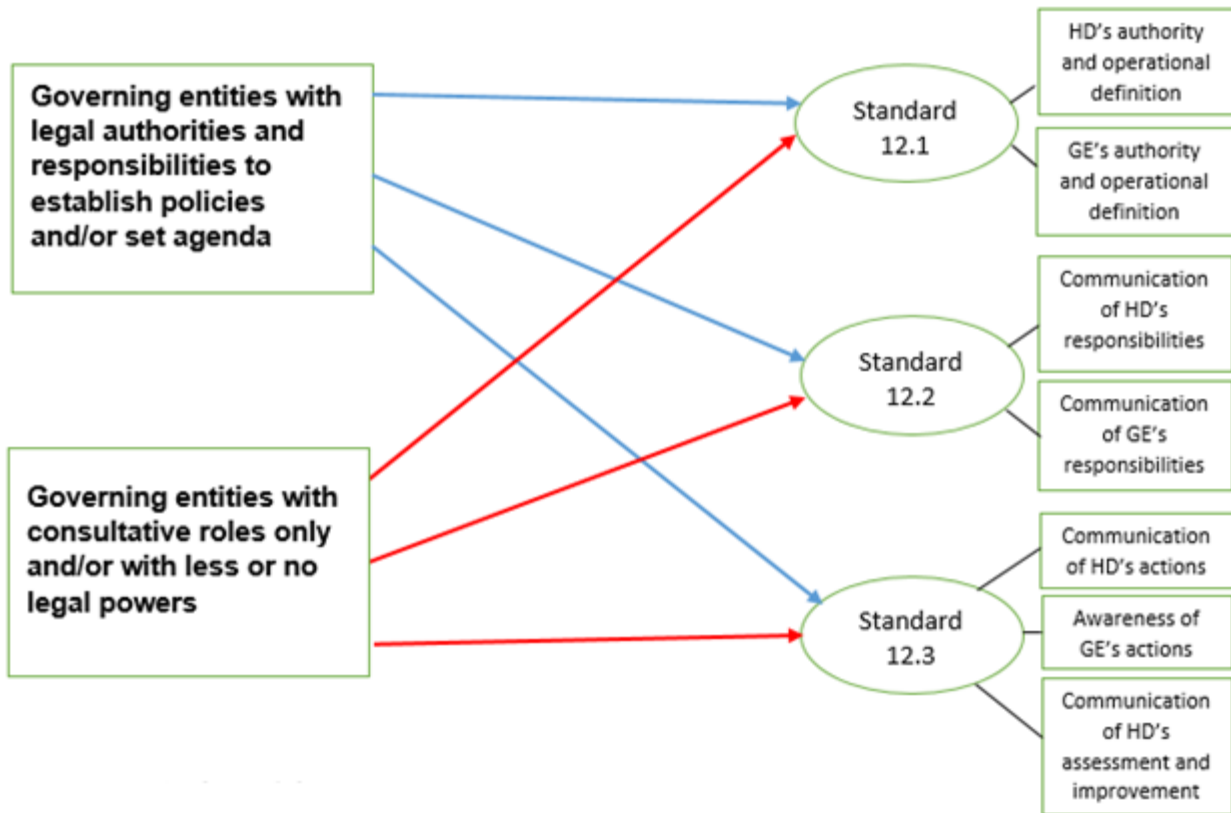 Governing entities with
legal authorities and
responsibilities to
establish policies
and/or set agenda
Governing entities with
consultative roles only
and/or with less or no
legal powers
Standard
12.1
Standard
12.2
Standard
12.3
HD's authority
and operational
definition
GE's authority
and operational
definition
Communication
of HD's
responsibilities
Communication
of GE's
responsibilities
Communication
of HD's actions
Awareness of
GE's actions
Communication
of HD's
assessment and
improvement